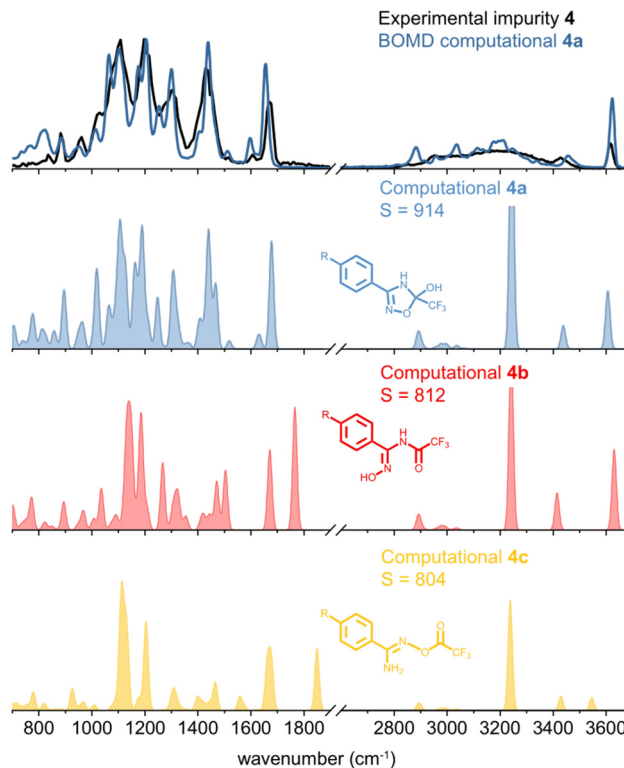 Experimental impurity 4
BOMD computational 4a
Computational 4a
S = 914
R
H
N
OH
N
O
CF₃
Computational 4b
S = 812
R
H
N
CF₃
HO
N
O
Computational 4c
S = 804
R
O
N
O
CF₃
NH₂
800 1000 1200 1400 1600 1800 2800 3000 3200 3400 3600
wavenumber (cm⁻¹)